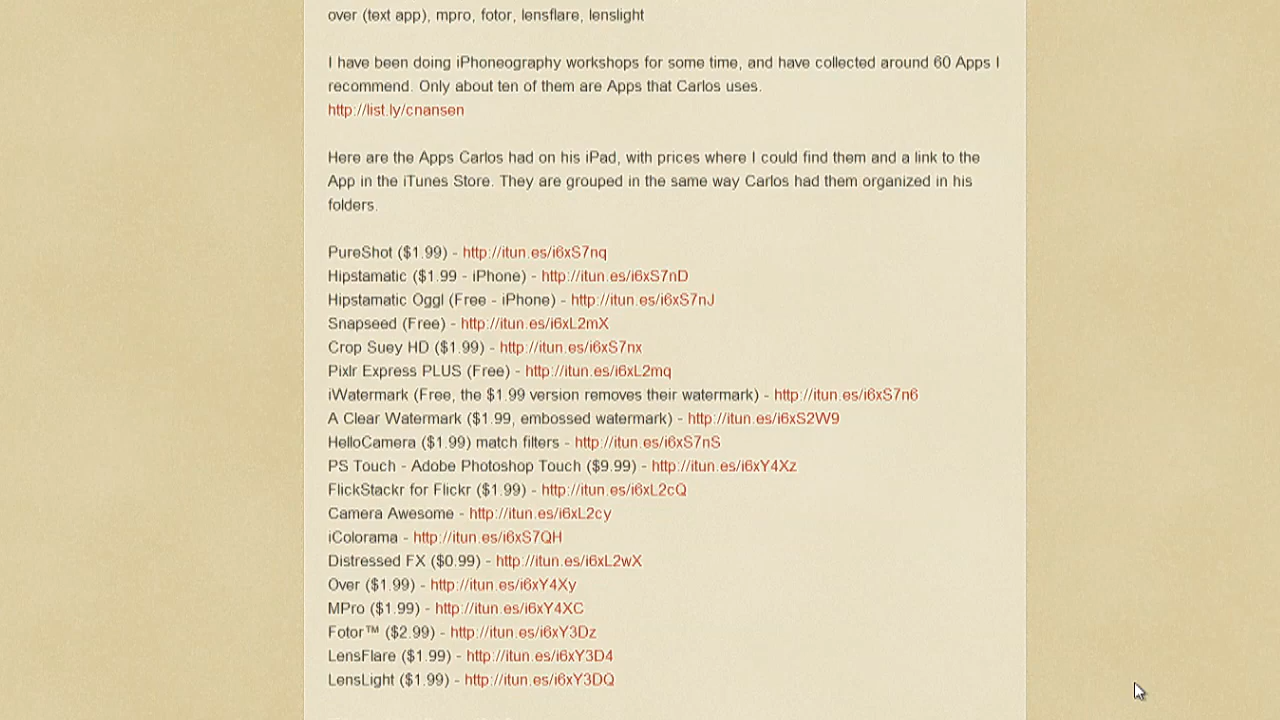 over (text app), mpro, fotor, lensflare, lenslight
I have been doing iPhoneography workshops for some time, and have collected around 60 Apps I
recommend. Only about ten of them are Apps that Carlos uses.
http://list.ly/cnansen
Here are the Apps Carlos had on his iPad, with prices where I could find them and a link to the
App in the iTunes Store. They are grouped in the same way Carlos had them organized in his
folders.
PureShot ($1.99) - http://itun.es/i6xS7nq
Hipstamatic ($1.99 - iPhone) - http://itun.es/i6xS7nD
Hipstamatic Oggl (Free - iPhone) - http://itun.es/i6xS7nJ
Snapseed (Free) - http://itun.es/i6xL2mX
Crop Suey HD ($1.99) - http://itun.es/i6xS7nx
Pixlr Express PLUS (Free) - http://itun.es/i6xL2mq
iWatermark (Free, the $1.99 version removes their watermark) - http://itun.es/i6xS7n6
A Clear Watermark ($1.99, embossed watermark) - http://itun.es/i6xS2W9
HelloCamera ($1.99) match filters - http://itun.es/i6xS7nS
PS Touch - Adobe Photoshop Touch ($9.99) - http://itun.es/i6xY4Xz
FlickStackr for Flickr ($1.99) - http://itun.es/i6xL2cQ
Camera Awesome - http://itun.es/i6xL2cy
iColorama - http://itun.es/i6xS7QH
Distressed FX ($0.99) - http://itun.es/i6xL2wX
Over ($1.99) - http://itun.es/i6xY4Xy
MPro ($1.99) - http://itun.es/i6xY4XC
Fotor™ ($2.99) - http://itun.es/i6xY3Dz
LensFlare ($1.99) - http://itun.es/i6xY3D4
LensLight ($1.99) - http://itun.es/i6xY3DQ